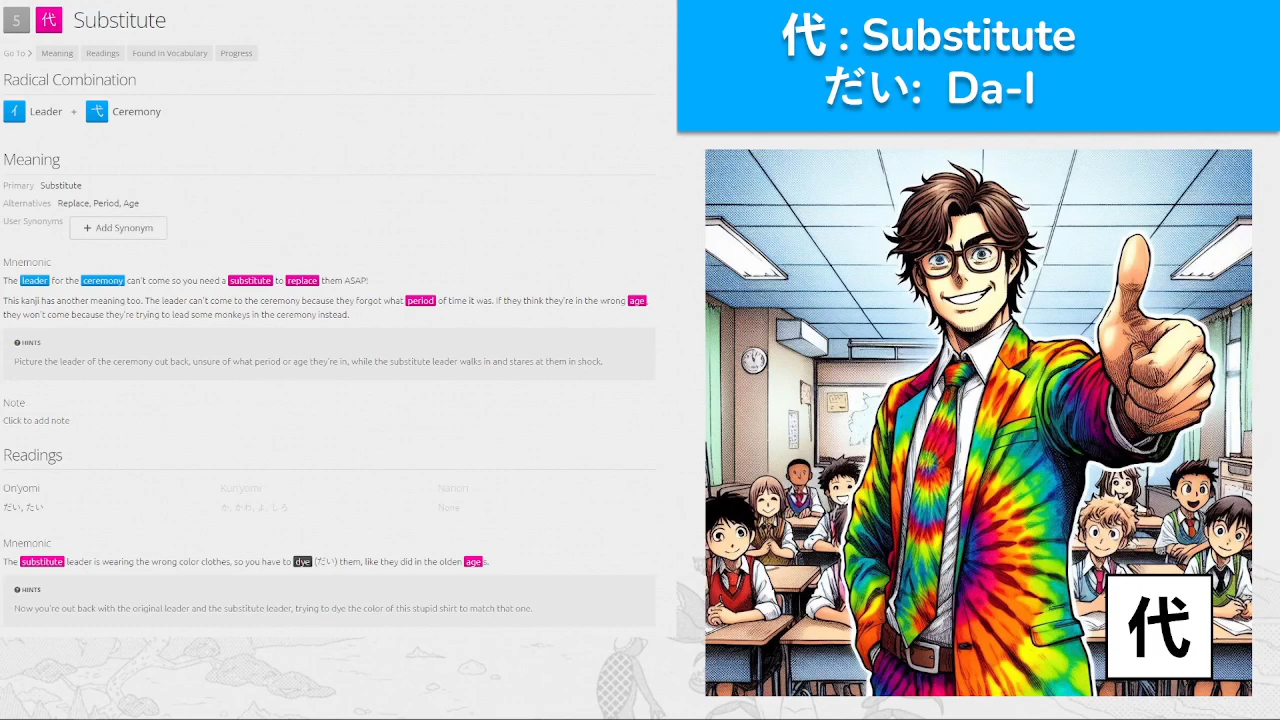 5 代 Substitute
Go To Meaning Readings Found In Vocabulary Progress
Radical Combination
イ Leader + 弋 Ceremony
Meaning
Primary Substitute
Alternatives Replace, Period, Age
User Synonyms + Add Synonym
Mnemonic
The leader for the ceremony can't come so you need a substitute to replace them ASAP!
This kanji has another meaning too. The leader can't come to the ceremony because they forgot what period of time it was. If they think they're in the wrong age,
they won't come because they're trying to lead some monkeys in the ceremony instead.
HINTS
Picture the leader of the ceremony
of what period or age they're in, while the substitute leader walks in and stares at them in shock.
Note
Click to add note
Readings
On'yomi Kun'yomi Nanori
だい, たい か, かわ, よ, しろ None
Mnemonic
The substitute leader is wearing the wrong color clothes, so you have to dye (だい) them, like they did in the olden ages.
HINTS
Now you're out back with the original leader and the substitute leader, trying to dye the color of this stupid shirt to match that one.
代 : Substitute
だい: Da-I
代